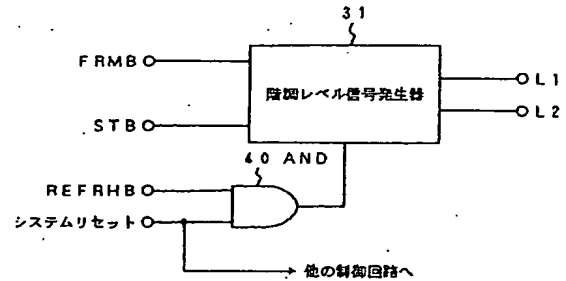 31
FRMB
階調レベル信号発生器
L1
L2
STB
40 AND
REFRHB
システムリセット
他の制御回路へ